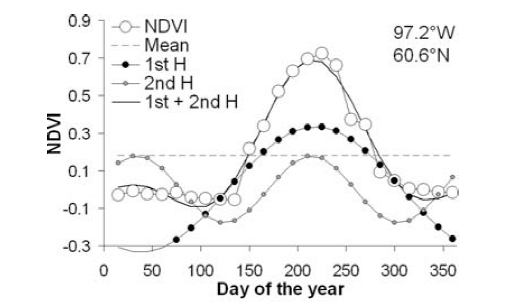 0.9
0.7
0.5
0.3
0.1
-0.1
-0.3
NDVI
NDVI
Mean
1st H
2nd H
1st + 2nd H
97.2°W
60.6°N
0 50 100 150 200 250 300 350
Day of the year